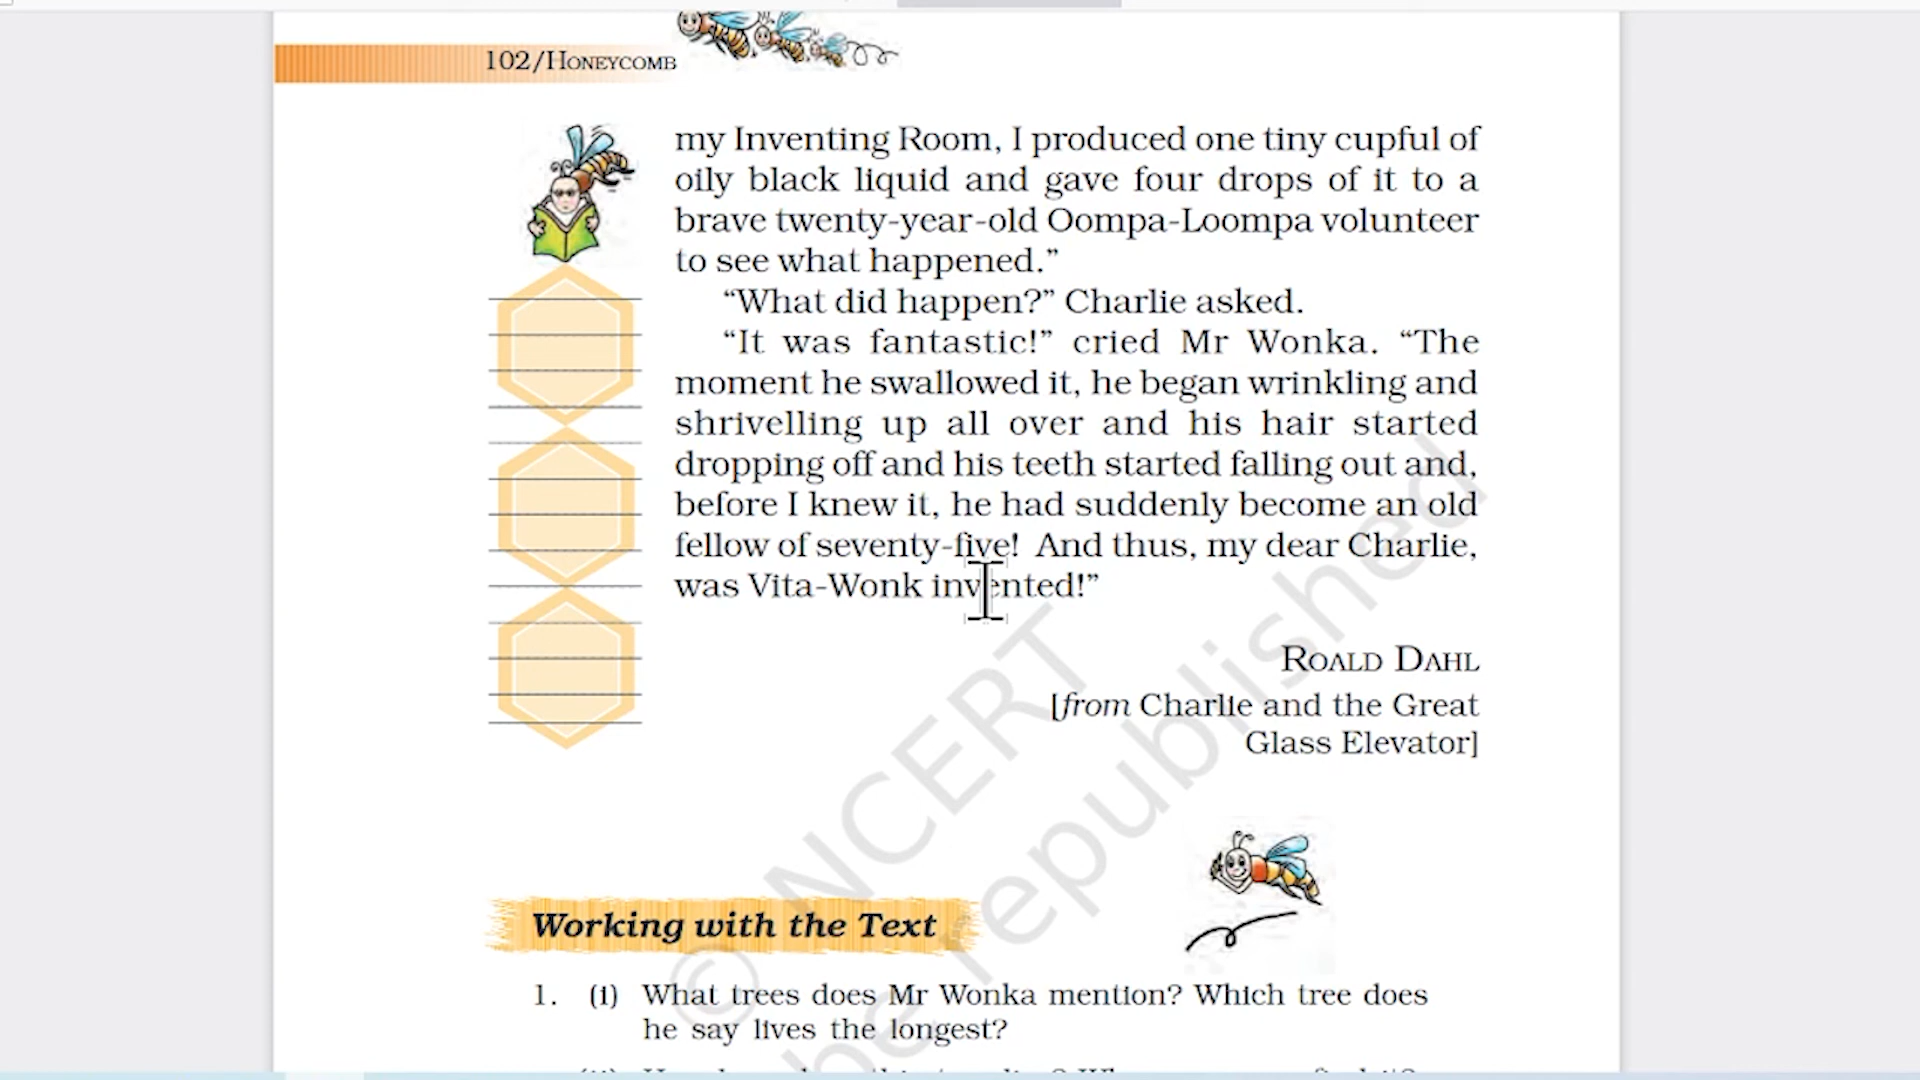 102/HONEYCOMB
my Inventing Room, I produced one tiny cupful of
oily black liquid and gave four drops of it to a
brave twenty-year-old Oompa-Loompa volunteer
to see what happened.”
“What did happen?” Charlie asked.
“It was fantastic!” cried Mr Wonka. “The
moment he swallowed it, he began wrinkling and
shrivelling up all over and his hair started
dropping off and his teeth started falling out and,
before I knew it, he had suddenly become an old
fellow of seventy-five! And thus, my dear Charlie,
was Vita-Wonk invented!”
ROALD DAHL
[from Charlie and the Great
Glass Elevator]
Working with the Text
1. (i) What trees does Mr Wonka mention? Which tree does
he say lives the longest?
© NCERT
be republished